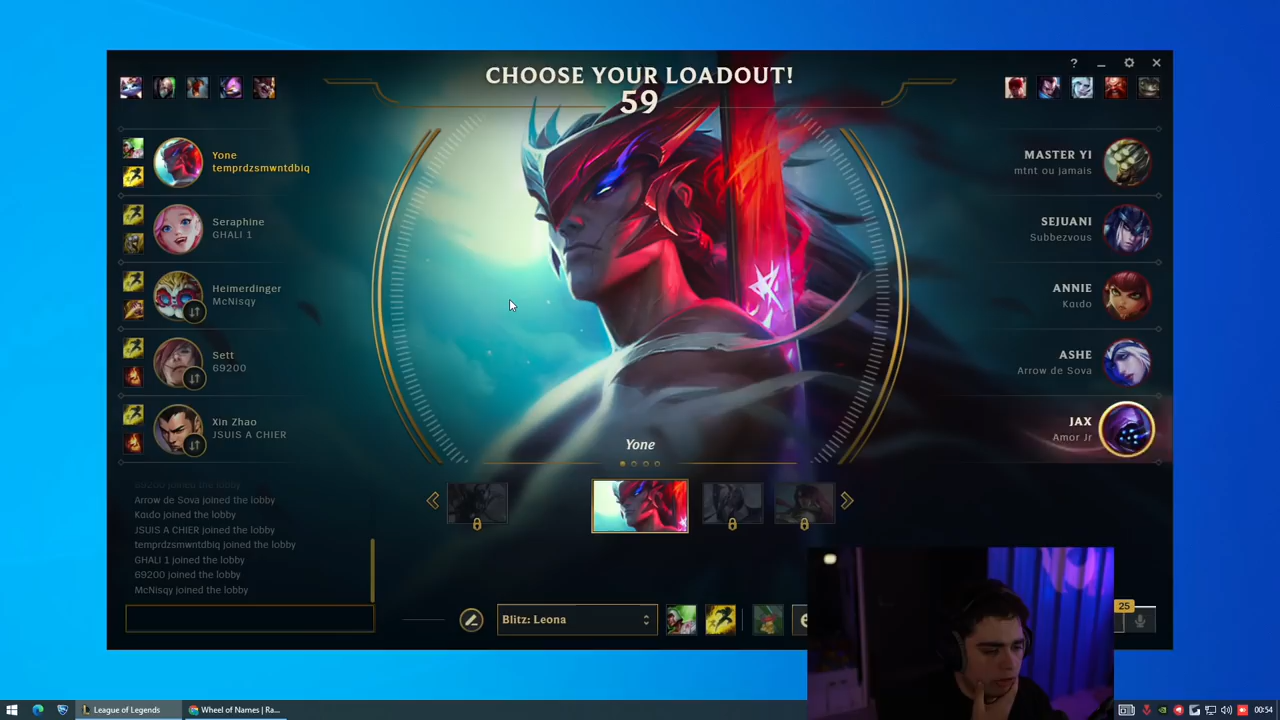 CHOOSE YOUR LOADOUT!
59
Yone
temprdzsmwntdbiq
Seraphine
GHALI 1
Heimerdinger
McNisqy
Sett
69200
Xin Zhao
JSUIS A CHIER
MASTER YI
mtnt ou jamais
SEJUANI
Subbezvous
ANNIE
Kaıdo
ASHE
Arrow de Sova
JAX
Amor Jr
Yone
69200 joined the lobby
Arrow de Sova joined the lobby
Kaıdo joined the lobby
JSUIS A CHIER joined the lobby
temprdzsmwntdbiq joined the lobby
GHALI 1 joined the lobby
69200 joined the lobby
McNisqy joined the lobby
Blitz: Leona
25
League of Legends
Wheel of Names | Ra...
00:54